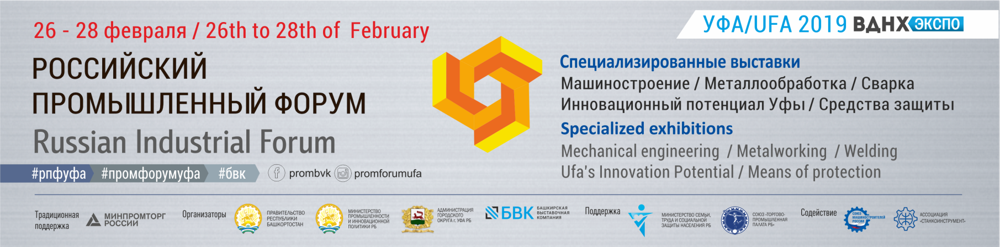 26 - 28 февраля / 26th to 28th of February
РОССИЙСКИЙ
ПРОМЫШЛЕННЫЙ ФОРУМ
Russian Industrial Forum
#рпфуфа #промфорумуфа #бвк prombvk promforumufa
УФА/UFA 2019 ВДНХ ЭКСПО
Специализированные выставки
Машиностроение / Металлообработка / Сварка
Инновационный потенциал Уфы / Средства защиты
Specialized exhibitions
Mechanical engineering / Metalworking / Welding
Ufa's Innovation Potential / Means of protection
Традиционная
поддержка
МИНПРОМТОРГ
РОССИИ
Организаторы
ПРАВИТЕЛЬСТВО
РЕСПУБЛИКИ
БАШКОРТОСТАН
МИНИСТЕРСТВО
ПРОМЫШЛЕННОСТИ
И ИННОВАЦИОННОЙ
ПОЛИТИКИ РБ
АДМИНИСТРАЦИЯ
ГОРОДСКОГО
ОКРУГА г. УФА РБ
БВК
БАШКИРСКАЯ
ВЫСТАВОЧНАЯ
КОМПАНИЯ
Поддержка
МИНИСТЕРСТВО СЕМЬИ,
ТРУДА И СОЦИАЛЬНОЙ
ЗАЩИТЫ НАСЕЛЕНИЯ РБ
СОЮЗ «ТОРГОВО-
ПРОМЫШЛЕННАЯ
ПАЛАТА РБ»
Содействие
СОЮЗ
МАШИНОСТРОИТЕЛЕЙ
РОССИИ
АССОЦИАЦИЯ
«СТАНКОИНСТРУМЕНТ»